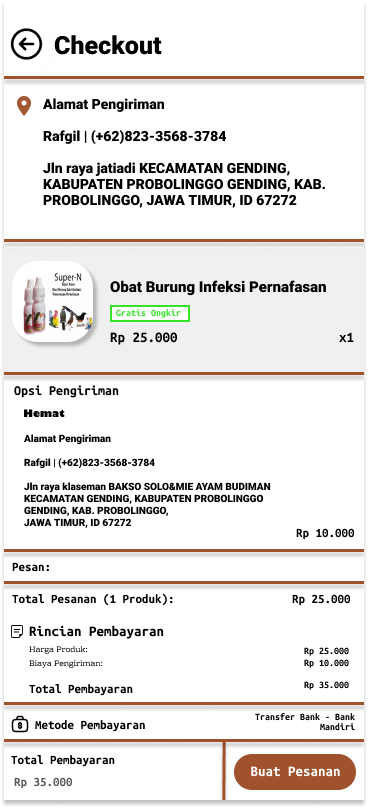 Checkout
Alamat Pengiriman
Rafgil | (+62)823-3568-3784
Jln raya jatiadi KECAMATAN GENDING,
KABUPATEN PROBOLINGGO GENDING, KAB.
PROBOLINGGO, JAWA TIMUR, ID 67272
Super-N
Obat Burung Infeksi Pernafasan
Gratis Ongkir
Rp 25.000 x1
Opsi Pengiriman
Hemat
Alamat Pengiriman
Rafgil | (+62)823-3568-3784
Jln raya klaseman BAKSO SOLO&MIE AYAM BUDIMAN
KECAMATAN GENDING, KABUPATEN PROBOLINGGO
GENDING, KAB. PROBOLINGGO,
JAWA TIMUR, ID 67272
Rp 10.000
Pesan:
Total Pesanan (1 Produk): Rp 25.000
Rincian Pembayaran
Harga Produk: Rp 25.000
Biaya Pengiriman: Rp 10.000
Total Pembayaran Rp 35.000
Metode Pembayaran
Transfer Bank - Bank
Mandiri
Total Pembayaran
Rp 35.000
Buat Pesanan